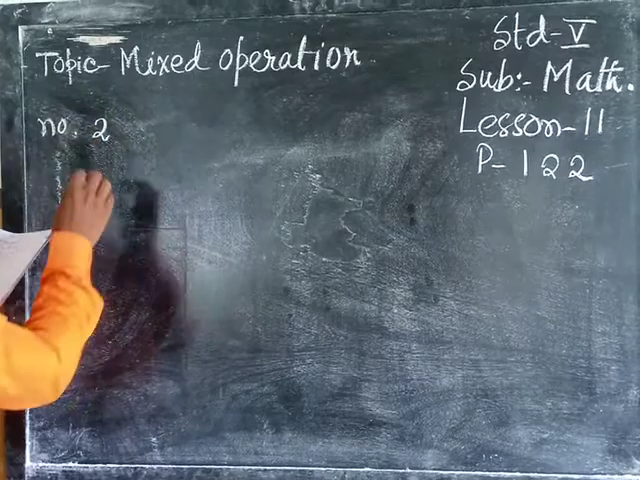 Topic- Mixed operation
no. 2
Std-V
Sub:- Math.
Lesson-11
P-122